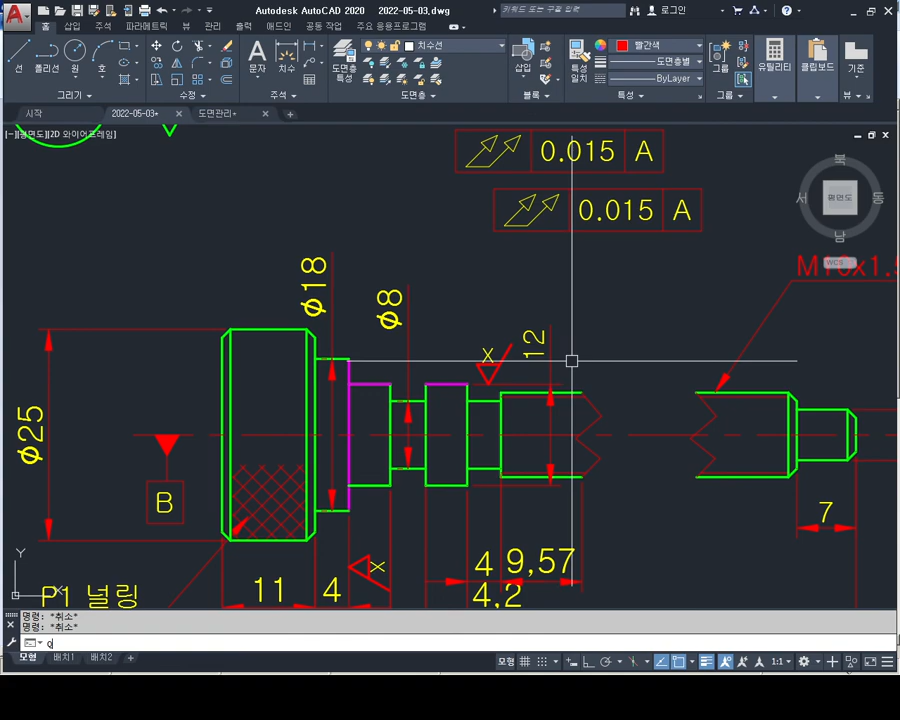 Autodesk AutoCAD 2020 2022-05-03.dwg
키워드 또는 구문 입력
로그인
홈 삽입 주석 파라메트릭 뷰 관리 출력 애드인 공동 작업 주요 응용프로그램
선 폴리선 원 호
문자 치수
도면층 특성
치수선
삽입
특성 일치
빨간색
도면층별
ByLayer
그룹
유틸리티
클립보드
기준
그리기 수정 주석 도면층 블록 특성 그룹 뷰
시작 2022-05-03* 도면관리*
[−][평면도][2D 와이어프레임]
0.015 A
0.015 A
북
서 평면도 동
남
WCS
ϕ18
ϕ8
12
x
ϕ25
B
7
4 9,57
11 4 x
4,2
P1 널링
Y
X
명령: *취소*
명령: *취소*
모형 배치1 배치2
모형
1:1